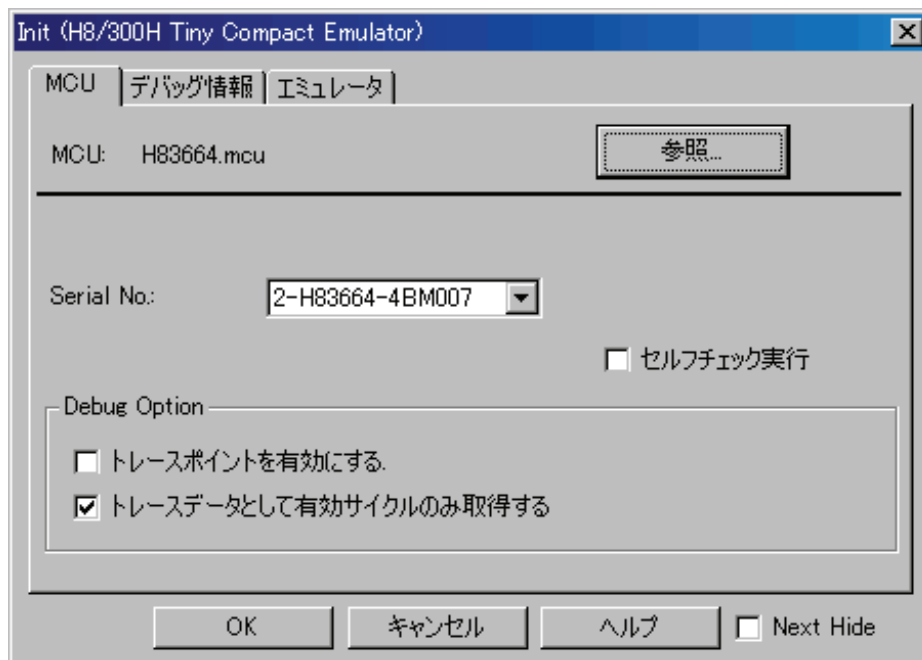 Init (H8/300H Tiny Compact Emulator)
MCU デバッグ情報 エミュレータ
MCU: H83664.mcu 参照...
Serial No.: 2-H83664-4BM007
セルフチェック実行
Debug Option
トレースポイントを有効にする.
トレースデータとして有効サイクルのみ取得する
OK キャンセル ヘルプ Next Hide